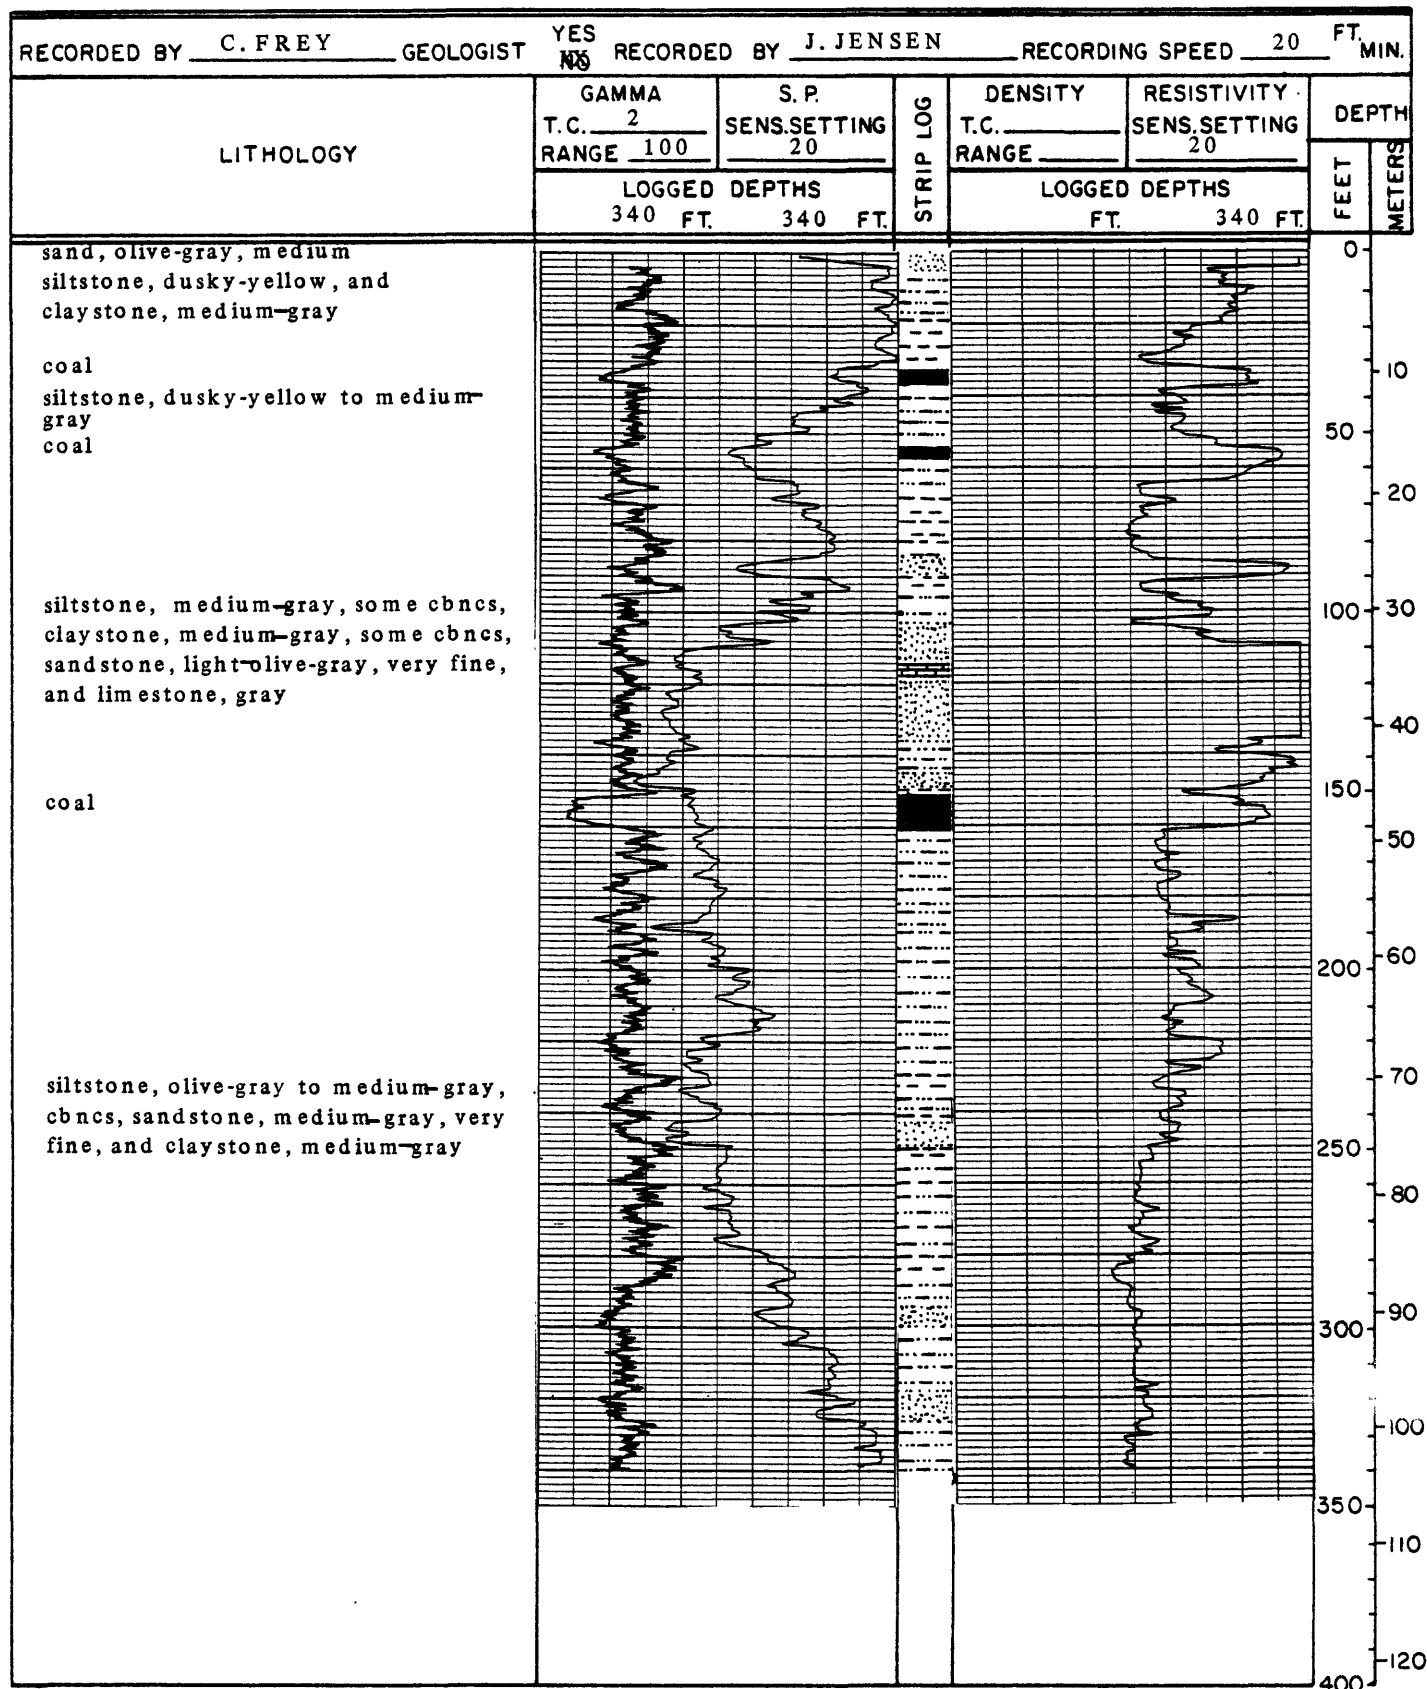 RECORDED BY C. FREY GEOLOGIST YES NO RECORDED BY J. JENSEN RECORDING SPEED 20 FT. MIN.
LITHOLOGY
GAMMA
T.C. 2
RANGE 100
S. P.
SENS. SETTING
20
LOGGED DEPTHS
340 FT. 340 FT.
STRIP LOG
DENSITY
T.C.
RANGE
RESISTIVITY
SENS. SETTING
20
LOGGED DEPTHS
FT. 340 FT.
DEPTH
FEET
METERS
sand, olive-gray, medium
siltstone, dusky-yellow, and
claystone, medium-gray
coal
siltstone, dusky-yellow to medium-
gray
coal
siltstone, medium-gray, some cbncs,
claystone, medium-gray, some cbncs,
sandstone, light-olive-gray, very fine,
and limestone, gray
coal
siltstone, olive-gray to medium-gray,
cbncs, sandstone, medium-gray, very
fine, and claystone, medium-gray
0
10
50
20
100 30
40
150
50
200 60
70
250
80
90
300
100
350
110
120
400